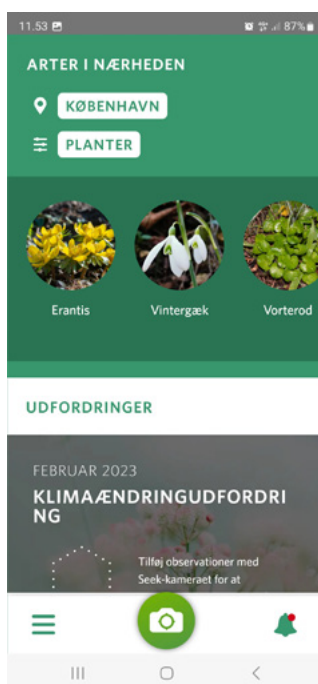 11.53 87%
ARTER I NÆRHEDEN
KØBENHAVN
PLANTER
Erantis Vintergæk Vorterod
UDFORDRINGER
FEBRUAR 2023
KLIMAÆNDRINGUDFORDRI
NG
Tilføj observationer med
Seek-kameraet for at